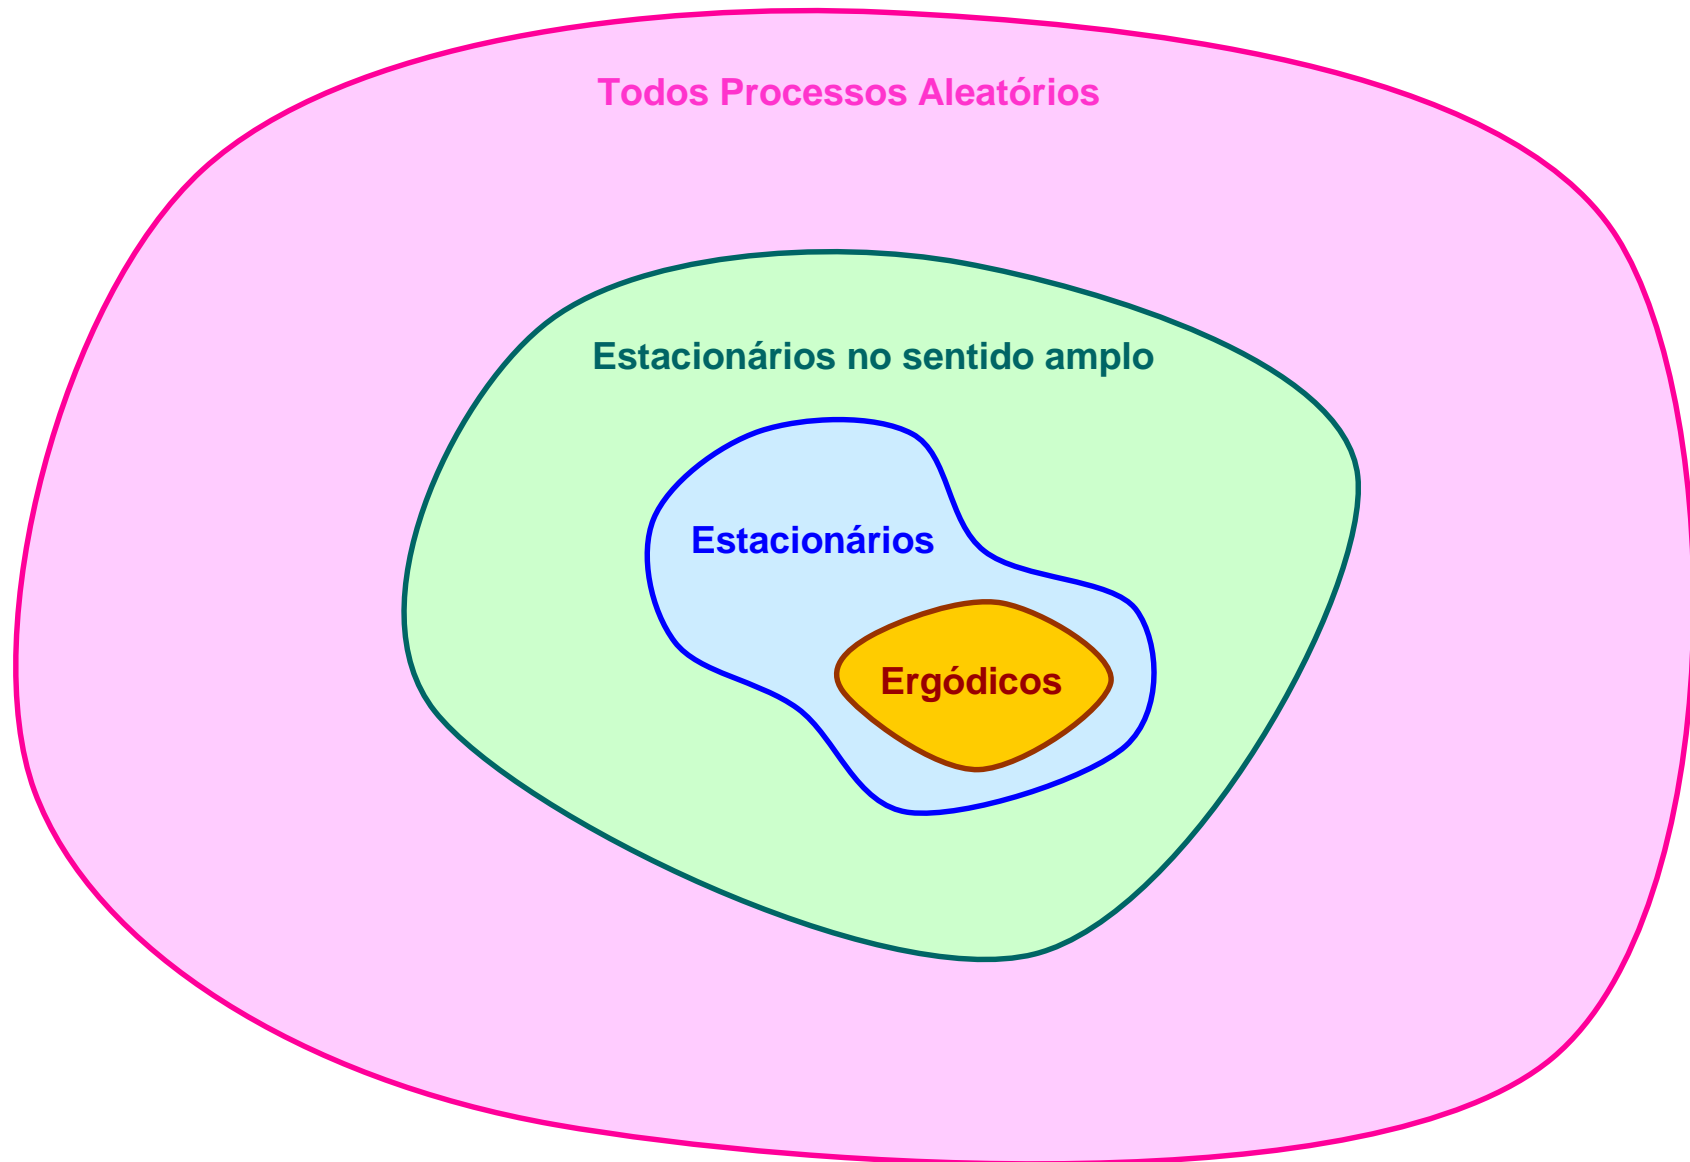 Todos Processos Aleatórios
Estacionários no sentido amplo
Estacionários
Ergódicos